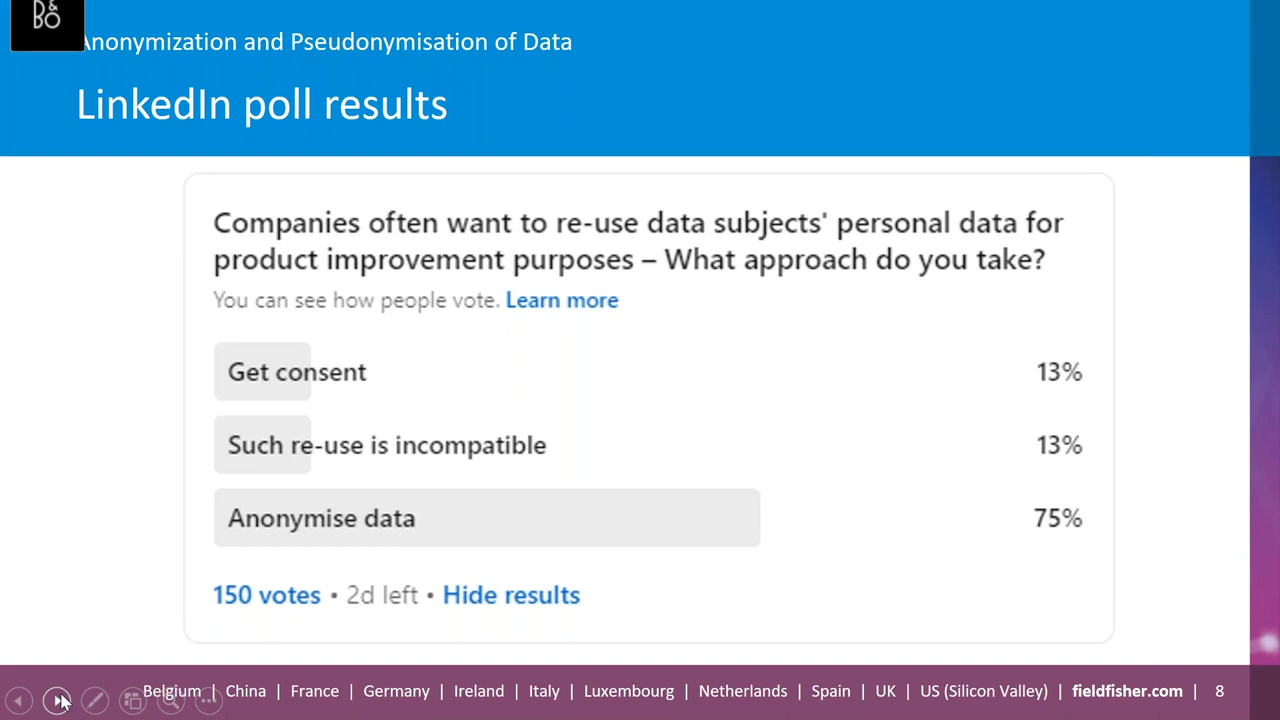 D&
BO
Anonymization and Pseudonymisation of Data
LinkedIn poll results
Companies often want to re-use data subjects' personal data for
product improvement purposes – What approach do you take?
You can see how people vote. Learn more
Get consent 13%
Such re-use is incompatible 13%
Anonymise data 75%
150 votes • 2d left • Hide results
Belgium | China | France | Germany | Ireland | Italy | Luxembourg | Netherlands | Spain | UK | US (Silicon Valley) | fieldfisher.com | 8